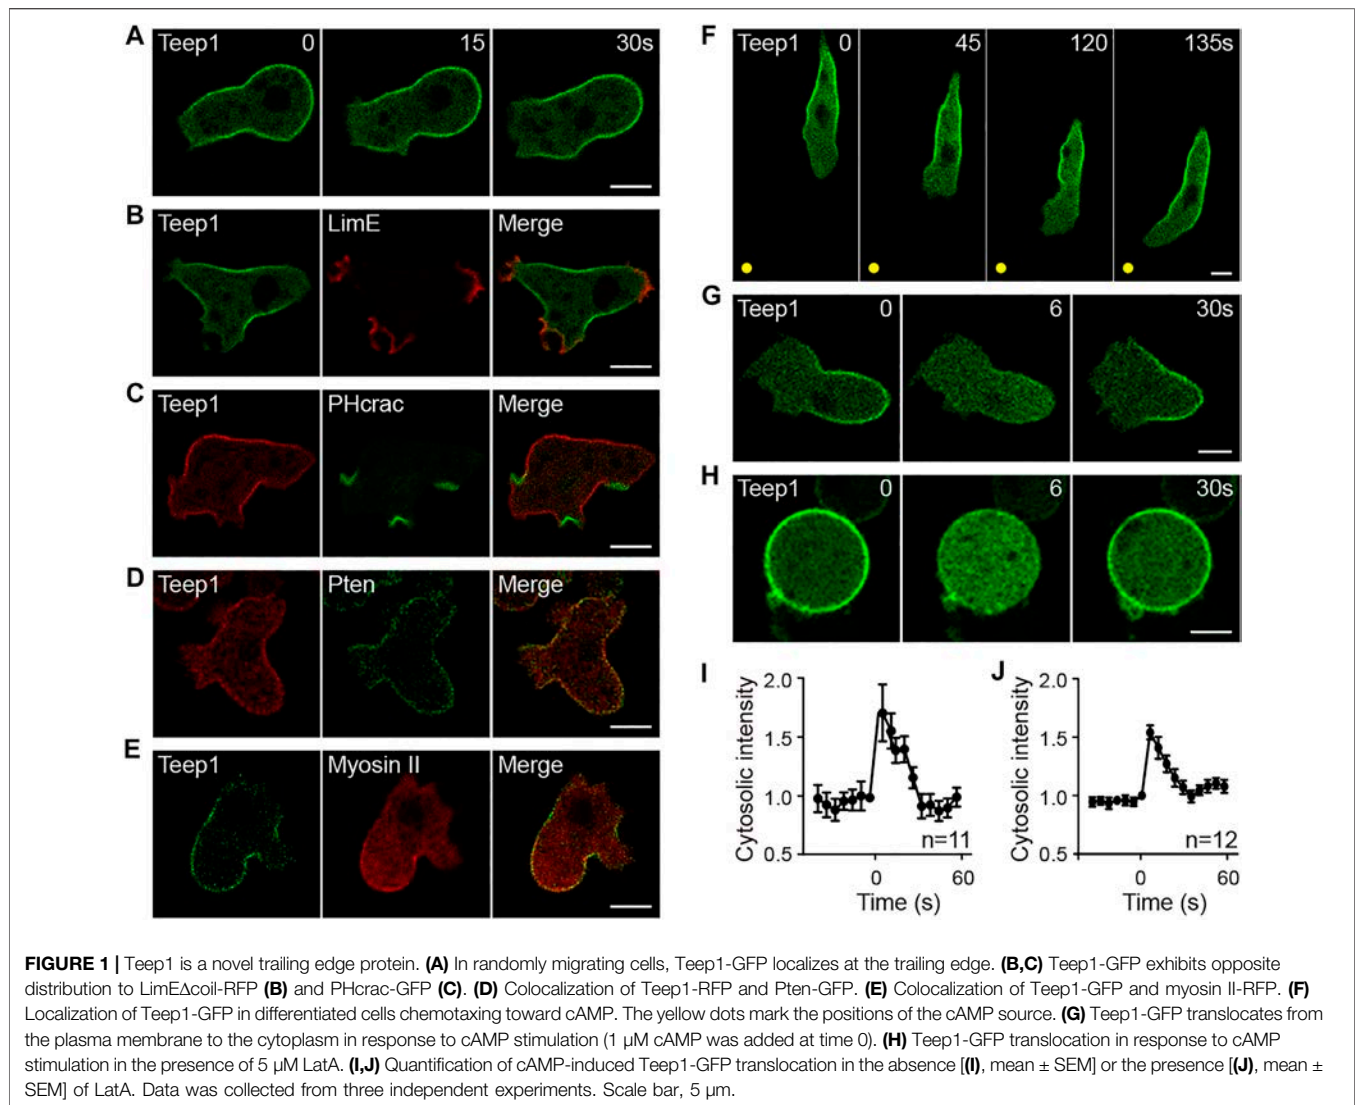 A
Teep1 0 15 30s
B
Teep1 LimE Merge
C
Teep1 PHcrac Merge
D
Teep1 Pten Merge
E
Teep1 Myosin II Merge
F
Teep1 0 45 120 135s
G
Teep1 0 6 30s
H
Teep1 0 6 30s
I
Cytosolic intensity
2.0
1.5
1.0
0.5
n=11
0 60
Time (s)
J
Cytosolic intensity
2.0
1.5
1.0
0.5
n=12
0 60
Time (s)
FIGURE 1 | Teep1 is a novel trailing edge protein. (A) In randomly migrating cells, Teep1-GFP localizes at the trailing edge. (B,C) Teep1-GFP exhibits opposite
distribution to LimEΔcoil-RFP (B) and PHcrac-GFP (C). (D) Colocalization of Teep1-RFP and Pten-GFP. (E) Colocalization of Teep1-GFP and myosin II-RFP. (F)
Localization of Teep1-GFP in differentiated cells chemotaxing toward cAMP. The yellow dots mark the positions of the cAMP source. (G) Teep1-GFP translocates from
the plasma membrane to the cytoplasm in response to cAMP stimulation (1 μM cAMP was added at time 0). (H) Teep1-GFP translocation in response to cAMP
stimulation in the presence of 5 μM LatA. (I,J) Quantification of cAMP-induced Teep1-GFP translocation in the absence [(I), mean ± SEM] or the presence [(J), mean ±
SEM] of LatA. Data was collected from three independent experiments. Scale bar, 5 μm.